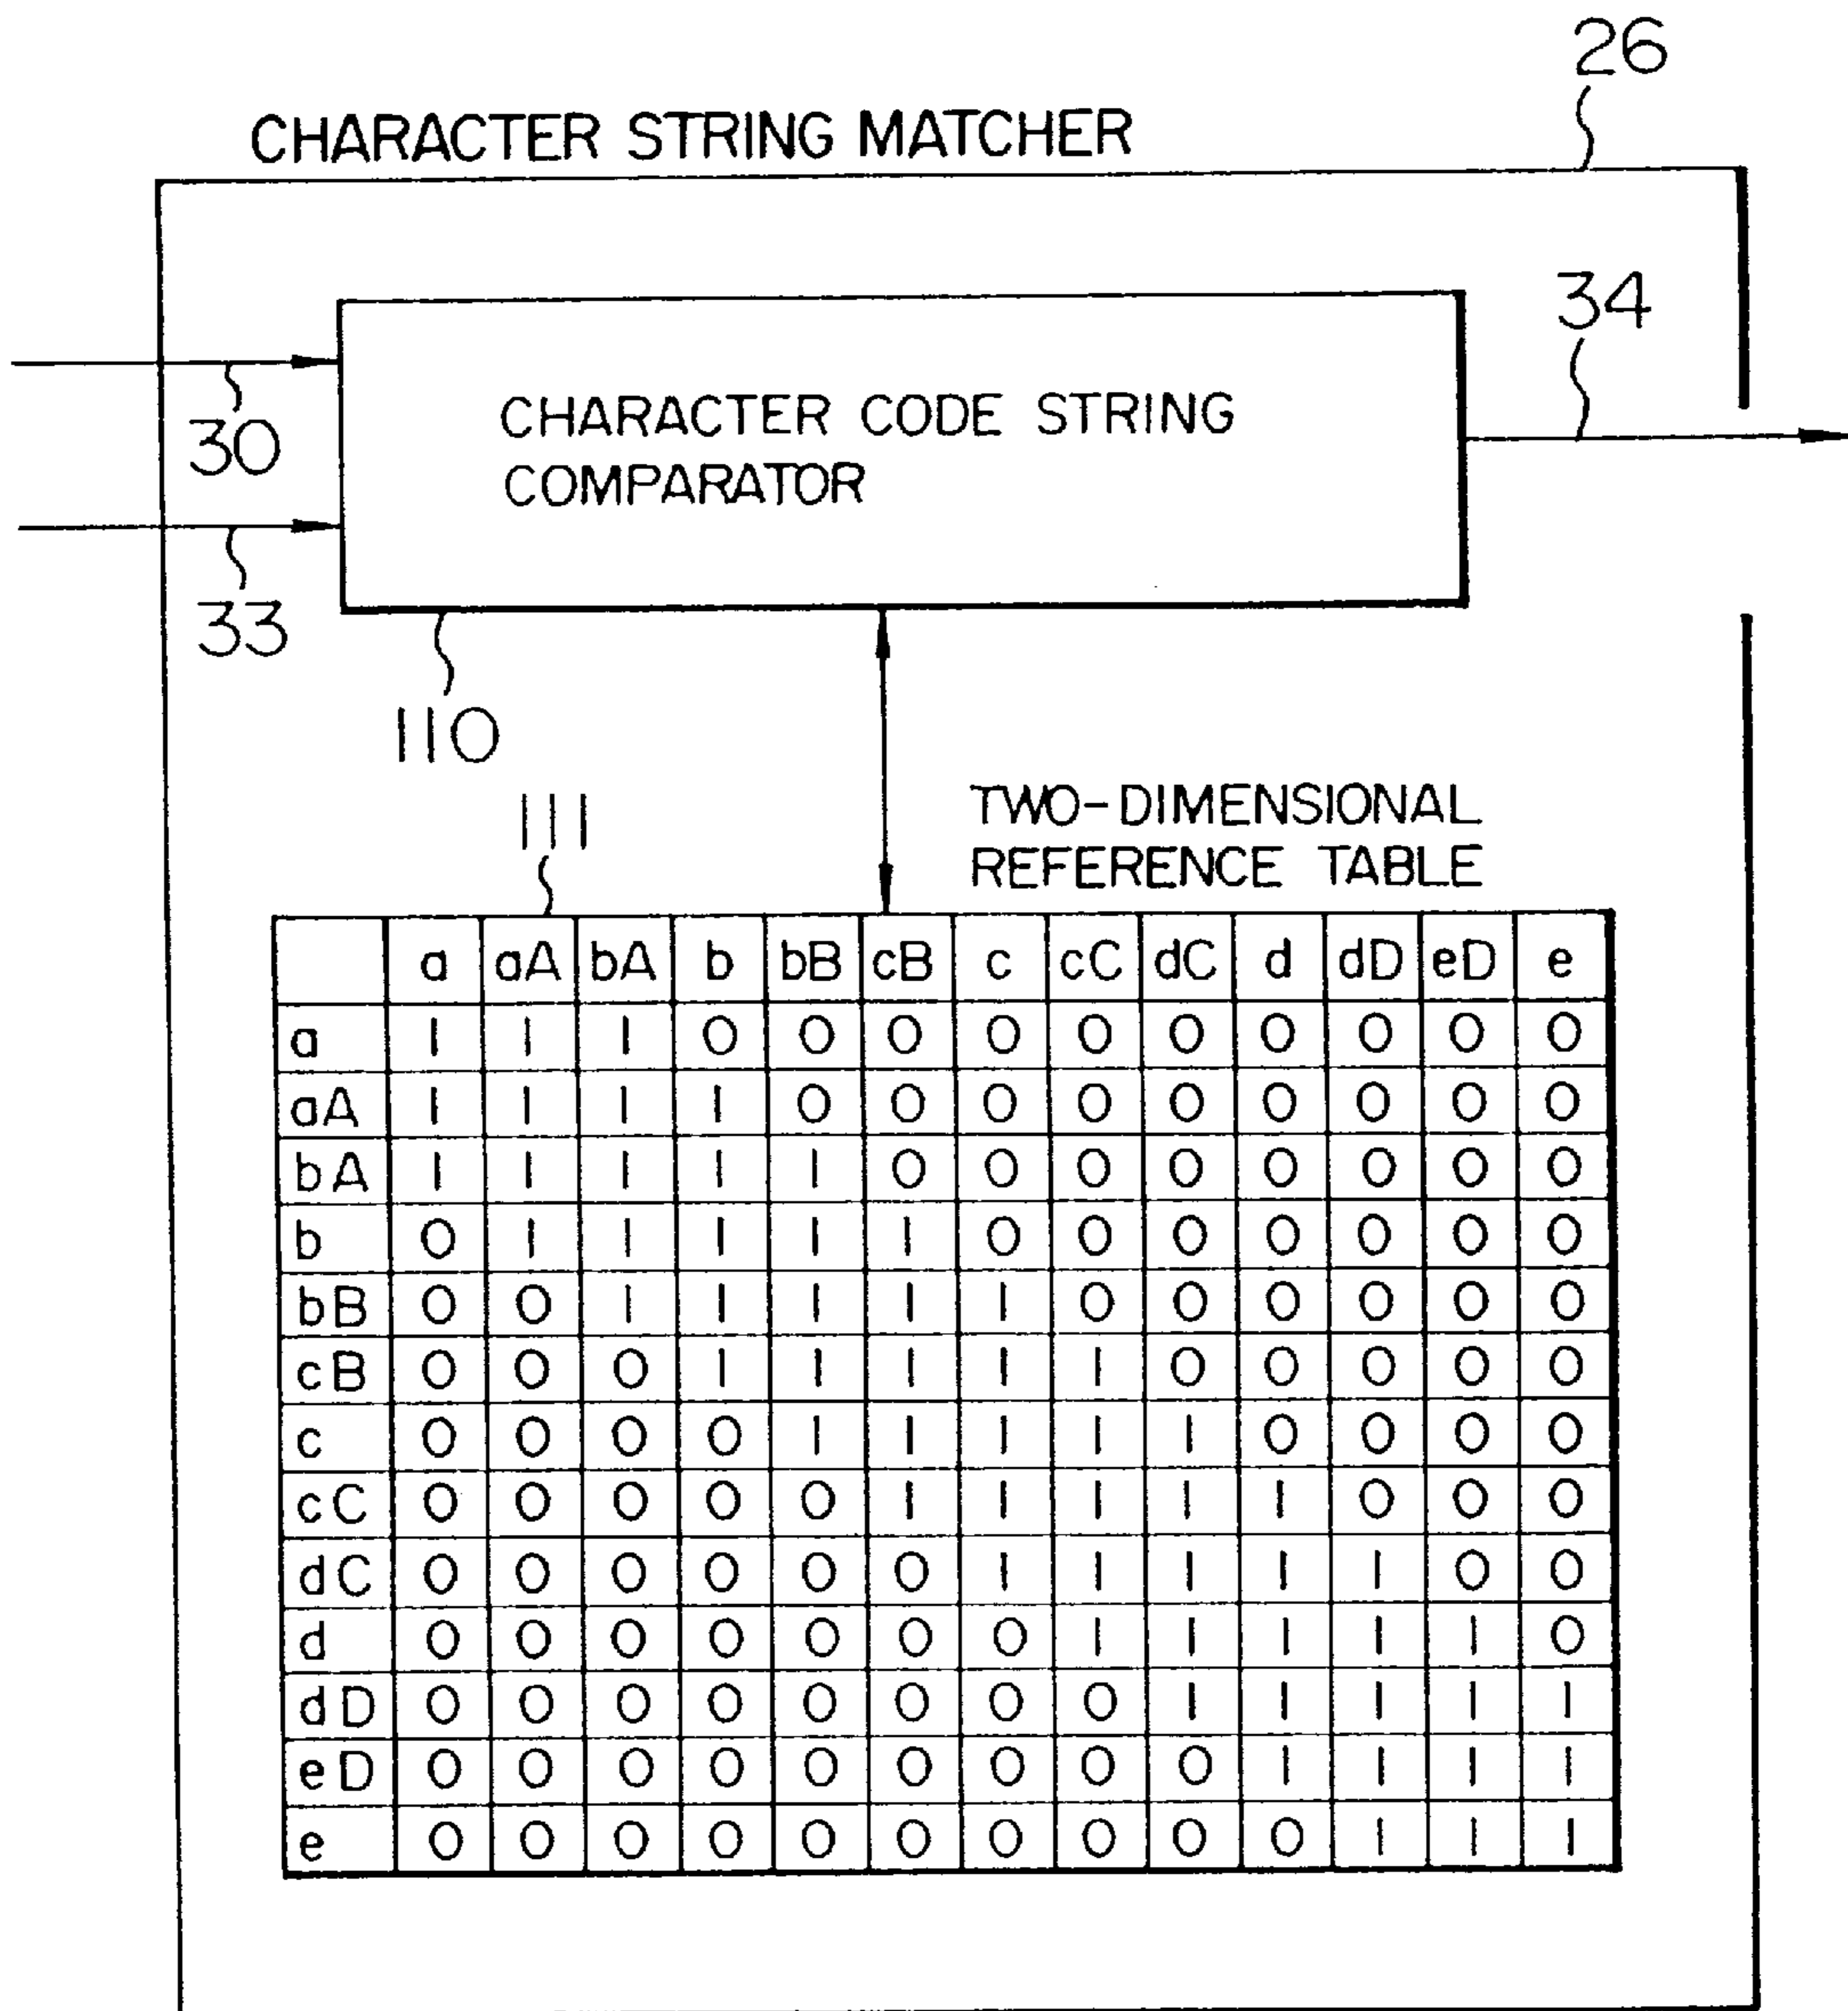 26
CHARACTER STRING MATCHER
34
30
CHARACTER CODE STRING
COMPARATOR
33
110
111
TWO-DIMENSIONAL
REFERENCE TABLE
a aA bA b bB cB c cC dC d dD eD e
a 1 1 1 0 0 0 0 0 0 0 0 0 0
aA 1 1 1 1 0 0 0 0 0 0 0 0 0
bA 1 1 1 1 1 0 0 0 0 0 0 0 0
b 0 1 1 1 1 1 0 0 0 0 0 0 0
bB 0 0 1 1 1 1 1 0 0 0 0 0 0
cB 0 0 0 1 1 1 1 1 0 0 0 0 0
c 0 0 0 0 1 1 1 1 1 0 0 0 0
cC 0 0 0 0 0 1 1 1 1 1 0 0 0
dC 0 0 0 0 0 0 1 1 1 1 1 0 0
d 0 0 0 0 0 0 0 1 1 1 1 1 0
dD 0 0 0 0 0 0 0 0 1 1 1 1 1
eD 0 0 0 0 0 0 0 0 0 1 1 1 1
e 0 0 0 0 0 0 0 0 0 0 1 1 1